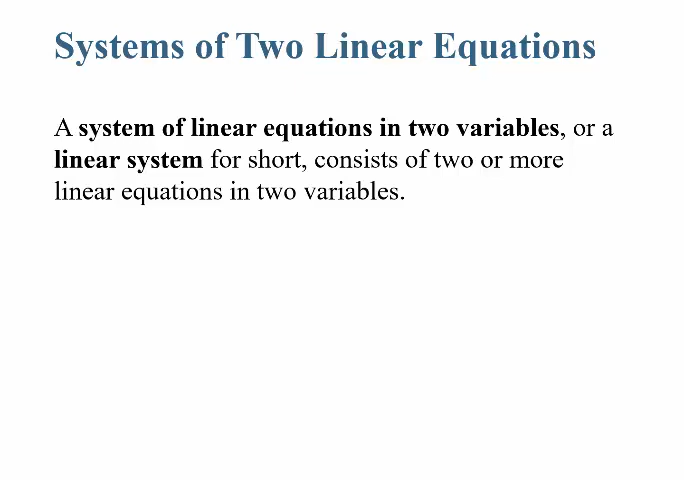 Systems of Two Linear Equations
A system of linear equations in two variables, or a
linear system for short, consists of two or more
linear equations in two variables.